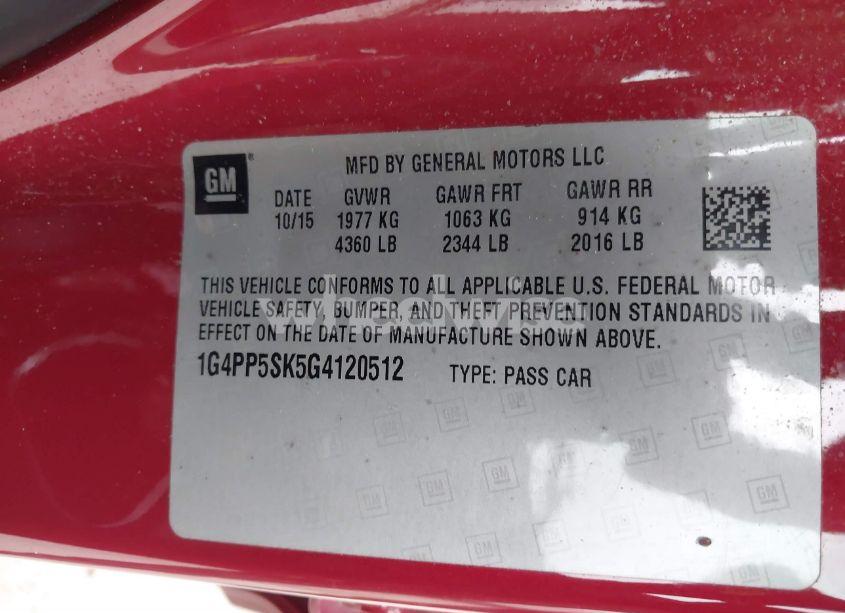 GM
MFD BY GENERAL MOTORS LLC
DATE GVWR GAWR FRT GAWR RR
10/15 1977 KG 1063 KG 914 KG
4360 LB 2344 LB 2016 LB
THIS VEHICLE CONFORMS TO ALL APPLICABLE U.S. FEDERAL MOTOR
VEHICLE SAFETY, BUMPER, AND THEFT PREVENTION STANDARDS IN
EFFECT ON THE DATE OF MANUFACTURE SHOWN ABOVE.
1G4PP5SK5G4120512 TYPE: PASS CAR